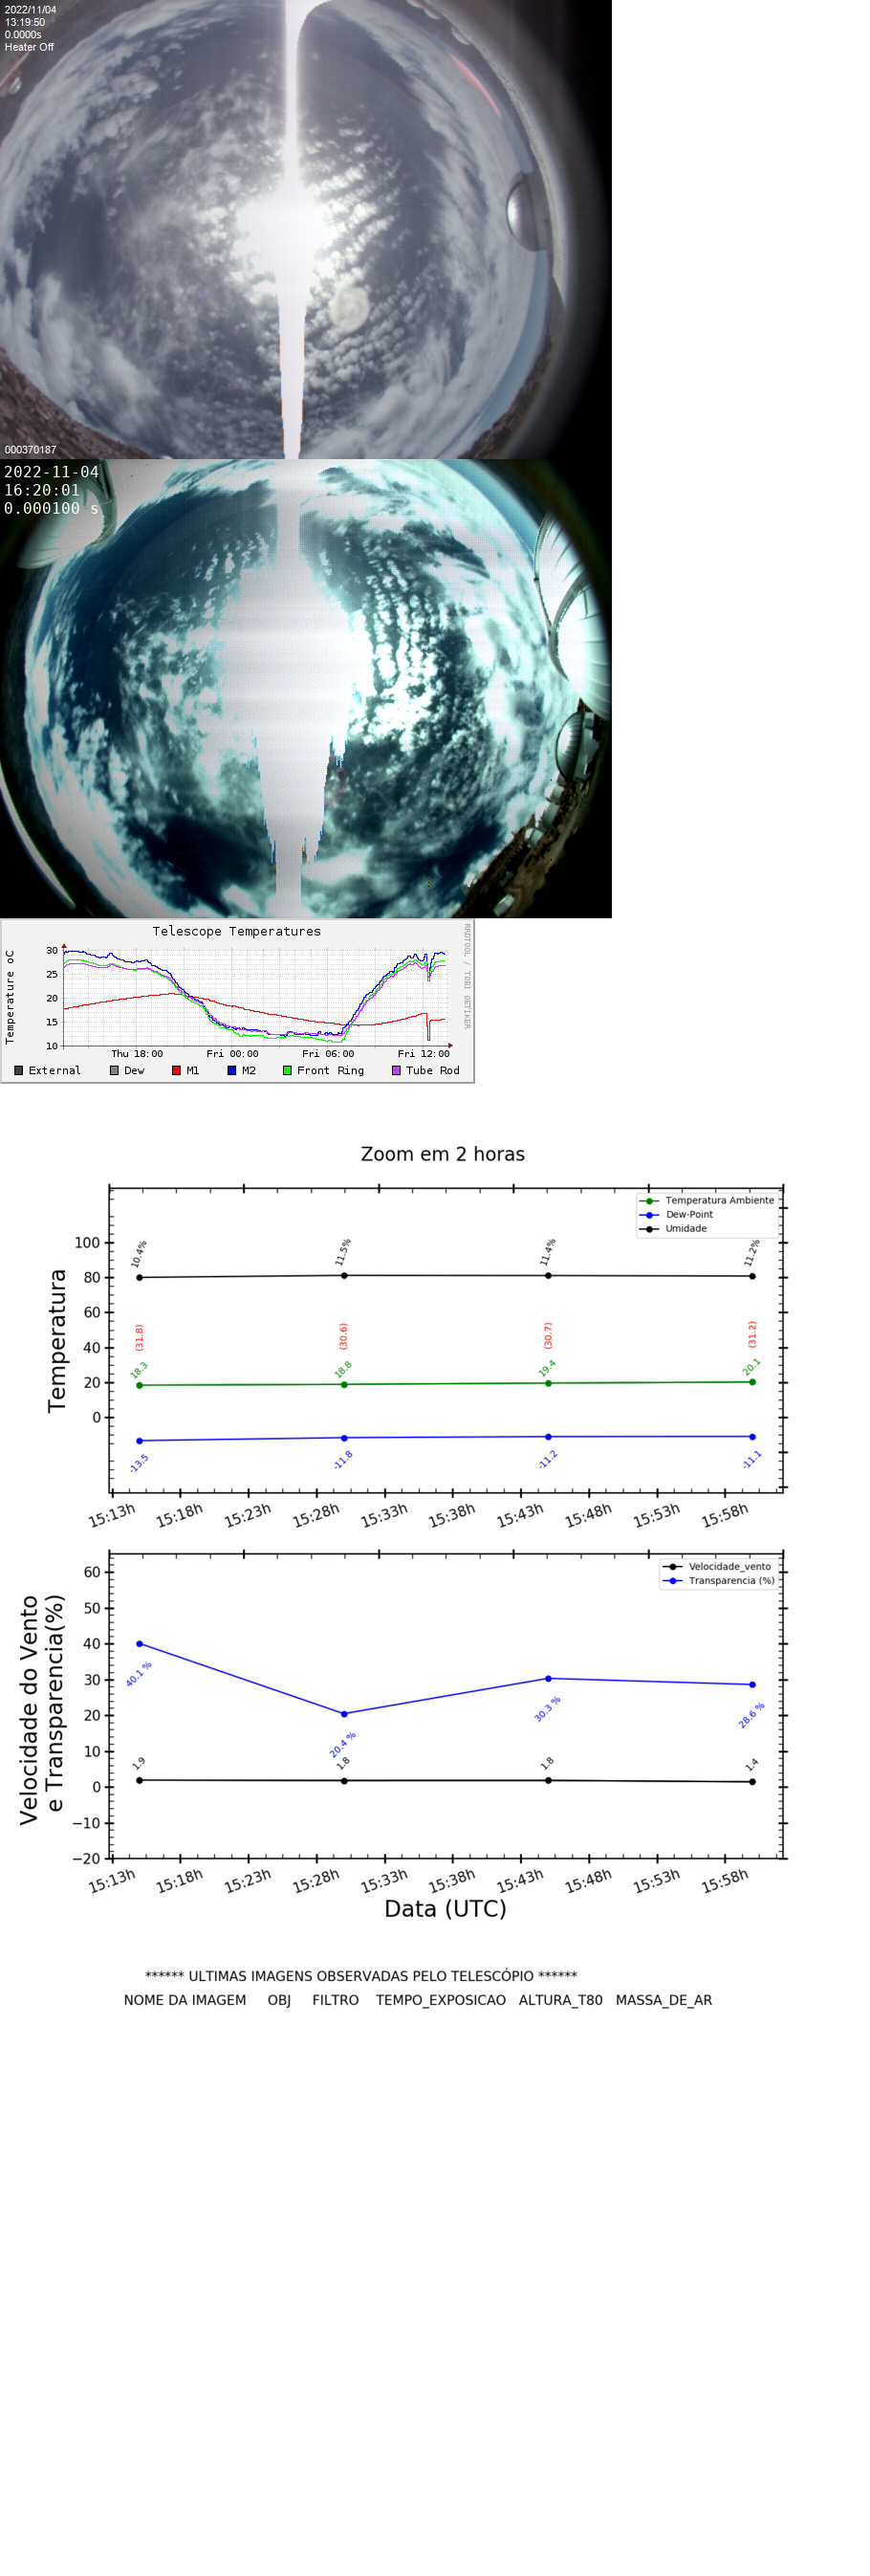 2022/11/04
13:19:50
0.0000s
Heater Off
000370187
2022-11-04
16:20:01
0.000100 s
Telescope Temperatures
RRDTOOL / TOBI OETIKER
Temperature oC
30
25
20
15
10
Thu 18:00 Fri 00:00 Fri 06:00 Fri 12:00
External Dew M1 M2 Front Ring Tube Rod
Zoom em 2 horas
Temperatura Ambiente
Dew-Point
Umidade
Temperatura
100
80
60
40
20
0
10.4% 11.5% 11.4% 11.2%
(31.8) (30.6) (30.7) (31.2)
18.3 18.8 19.4 20.1
-13.5 -11.8 -11.2 -11.1
15:13h 15:18h 15:23h 15:28h 15:33h 15:38h 15:43h 15:48h 15:53h 15:58h
Velocidade_vento
Transparencia (%)
Velocidade do Vento
e Transparencia(%)
60
50
40
30
20
10
0
−10
−20
40.1 % 20.4 % 30.3 % 28.6 %
1.9 1.8 1.8 1.4
15:13h 15:18h 15:23h 15:28h 15:33h 15:38h 15:43h 15:48h 15:53h 15:58h
Data (UTC)
****** ULTIMAS IMAGENS OBSERVADAS PELO TELESCÓPIO ******
NOME DA IMAGEM OBJ FILTRO TEMPO_EXPOSICAO ALTURA_T80 MASSA_DE_AR